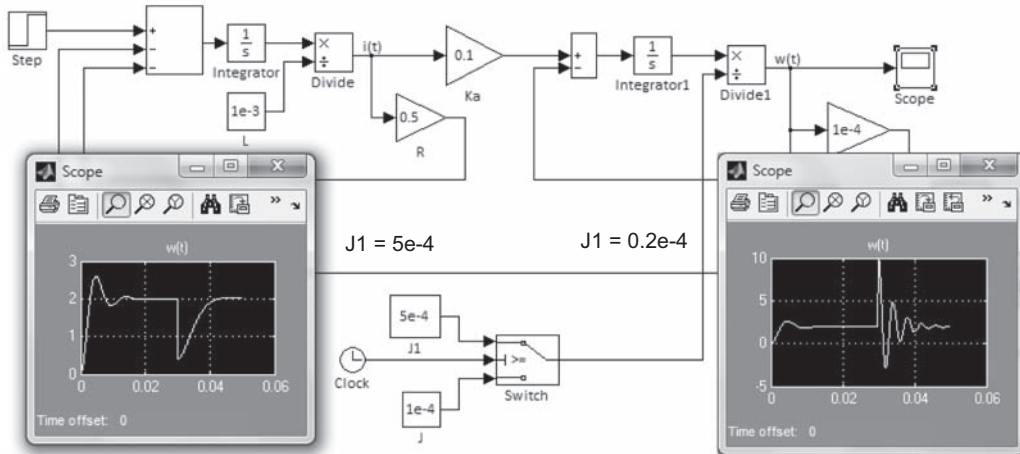 Step
+
−
−
1
s
Integrator
×
÷
Divide
i(t)
0.1
Ka
+
−
1
s
Integrator1
×
÷
Divide1
w(t)
Scope
1e-3
L
0.5
R
1e-4
Scope
w(t)
3
2
1
0
0
0.02
0.04
0.06
Time offset: 0
J1 = 5e-4
J1 = 0.2e-4
5e-4
J1
Clock
>=
Switch
1e-4
J
Scope
w(t)
10
5
0
-5
0
0.02
0.04
0.06
Time offset: 0